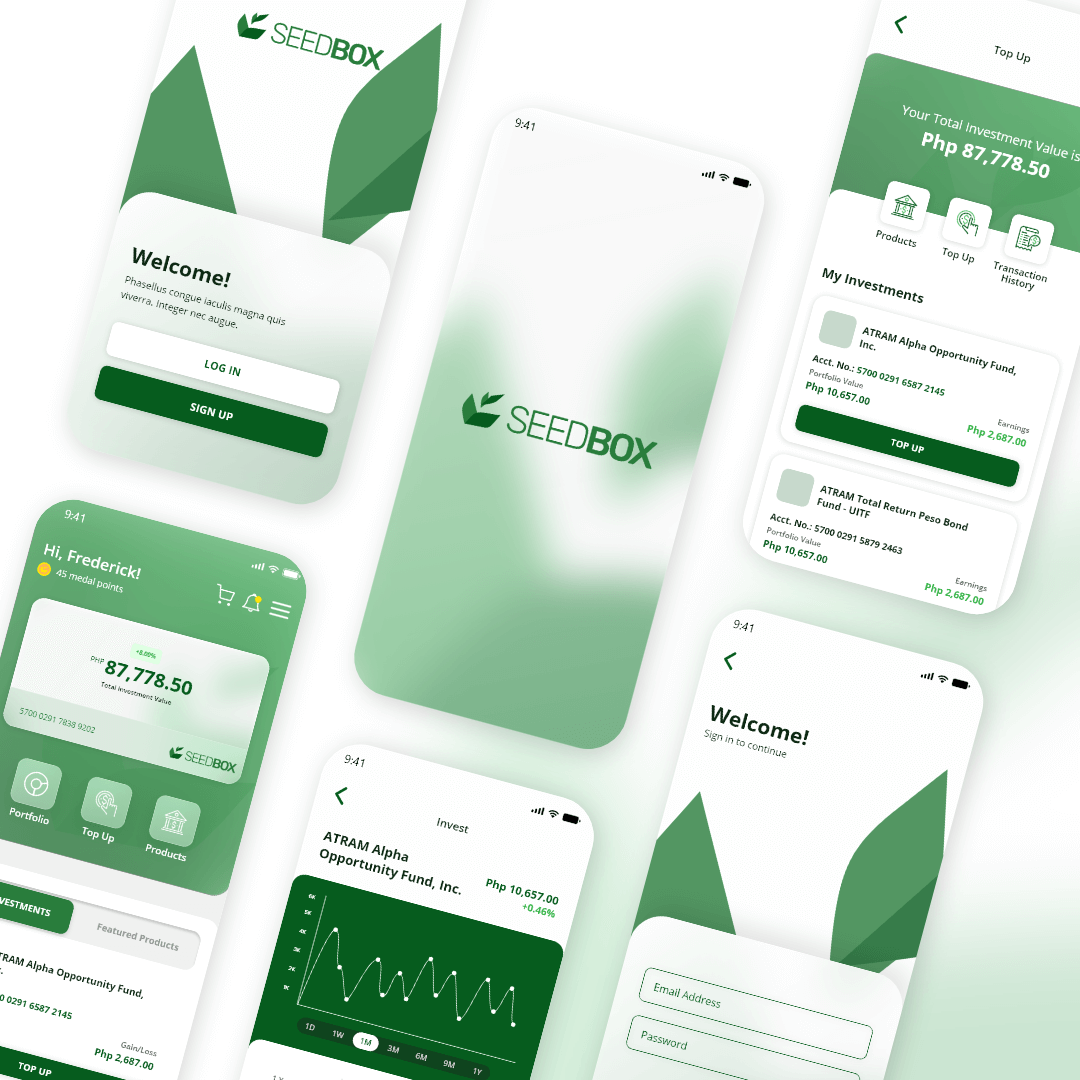 SEEDBOX
Welcome!
Phasellus congue iaculis magna quis
viverra. Integer nec augue.
LOG IN
SIGN UP
9:41
SEEDBOX
Top Up
Your Total Investment Value is
Php 87,778.50
Products
Top Up
Transaction
History
My Investments
ATRAM Alpha Opportunity Fund,
Inc.
Acct. No.: 5700 0291 6587 2145
Portfolio Value
Php 10,657.00
Earnings
Php 2,687.00
TOP UP
ATRAM Total Return Peso Bond
Fund - UITF
Acct. No.: 5700 0291 5879 2463
Portfolio Value
Php 10,657.00
Earnings
Php 2,687.00
9:41
Hi, Frederick!
45 medal points
+8.88%
PHP 87,778.50
Total Investment Value
5700 0291 7838 9202
SEEDBOX
Portfolio
Top Up
Products
VESTMENTS
Featured Products
TRAM Alpha Opportunity Fund,
c.
0 0291 6587 2145
Gain/Loss
Php 2,687.00
TOP UP
9:41
Invest
ATRAM Alpha
Opportunity Fund, Inc.
Php 10,657.00
+0.46%
6K
5K
4K
3K
2K
1K
1D 1W 1M 3M 6M 9M 1Y
9:41
Welcome!
Sign in to continue
Email Address
Password